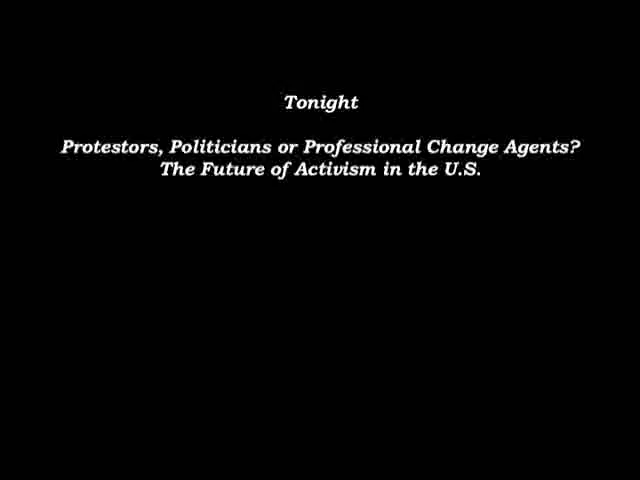 Tonight
Protestors, Politicians or Professional Change Agents?
The Future of Activism in the U.S.